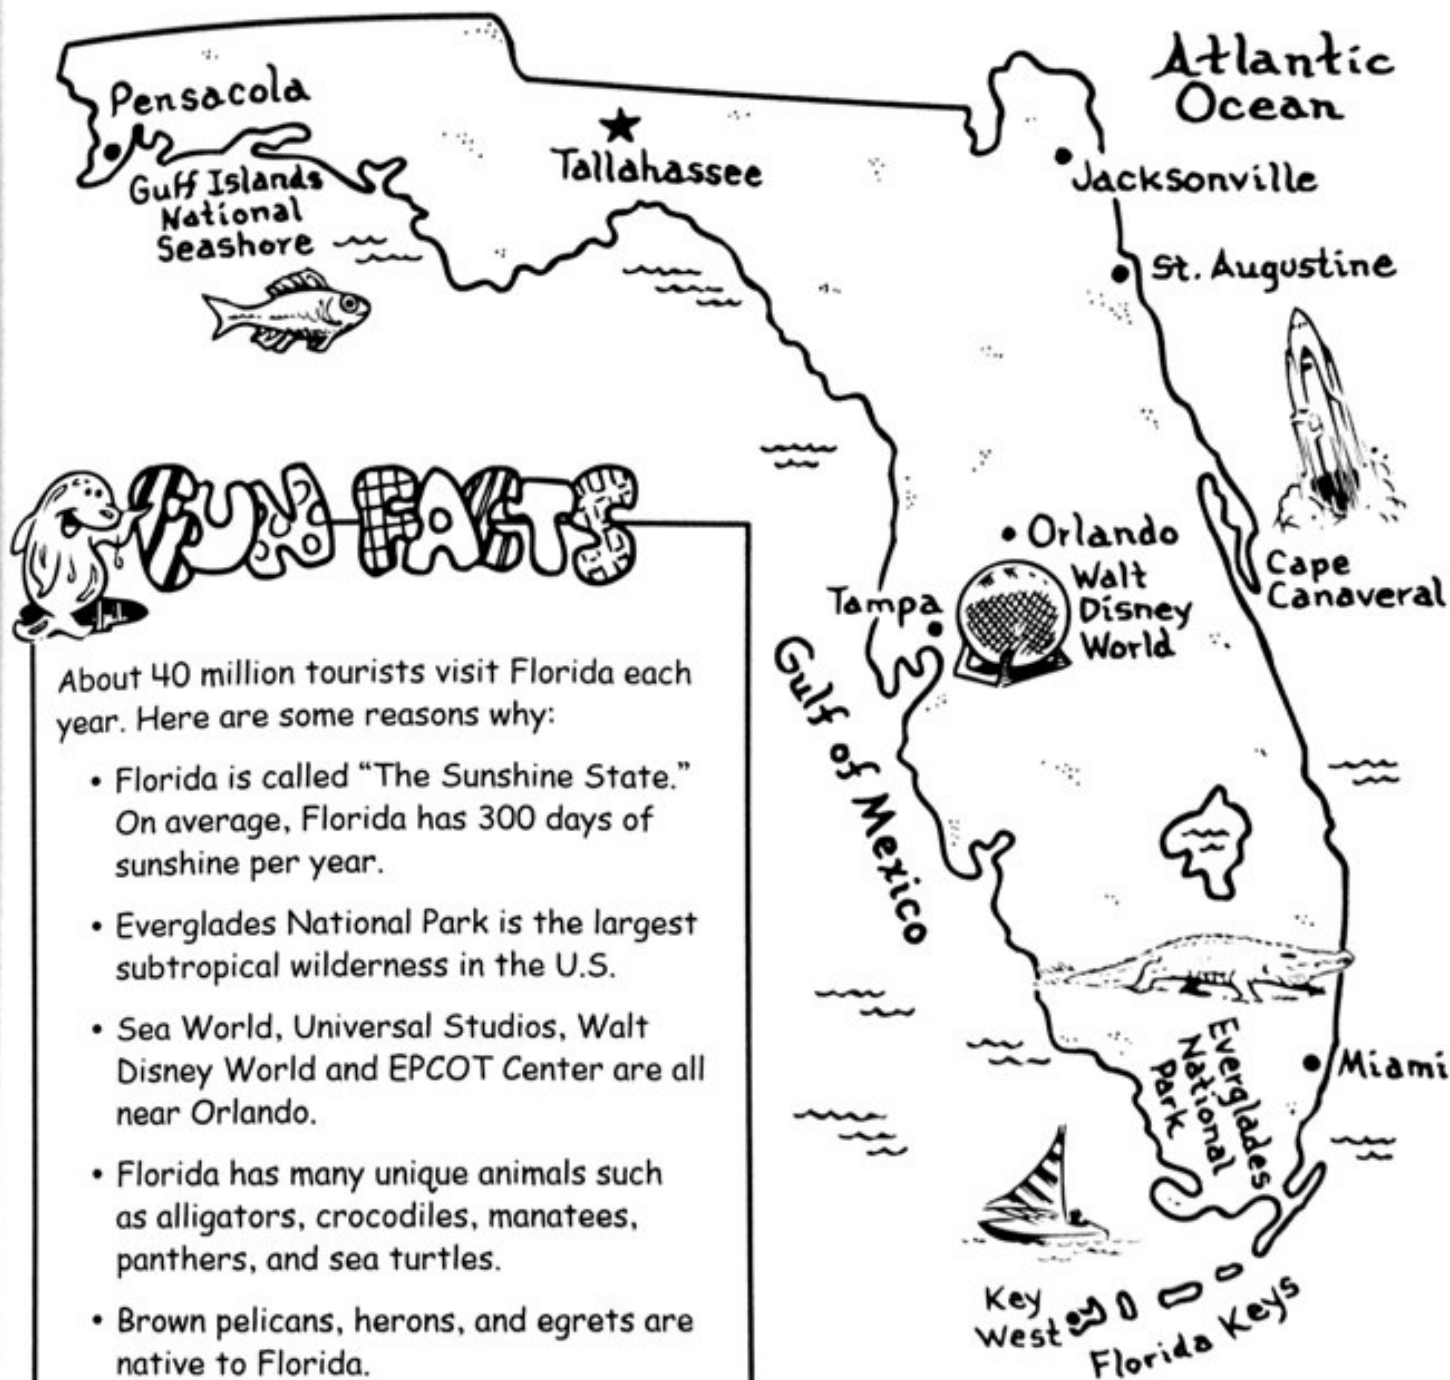 Atlantic
Ocean
Pensacola
Tallahassee
Jacksonville
Gulf Islands
National
Seashore
St. Augustine
FUN FACTS
Orlando
Walt
Disney
World
Cape
Canaveral
Tampa
Gulf of Mexico
About 40 million tourists visit Florida each
year. Here are some reasons why:
• Florida is called “The Sunshine State.”
On average, Florida has 300 days of
sunshine per year.
• Everglades National Park is the largest
subtropical wilderness in the U.S.
• Sea World, Universal Studios, Walt
Disney World and EPCOT Center are all
near Orlando.
• Florida has many unique animals such
as alligators, crocodiles, manatees,
panthers, and sea turtles.
• Brown pelicans, herons, and egrets are
native to Florida.
Everglades
National
Park
Miami
Key
West
Florida Keys